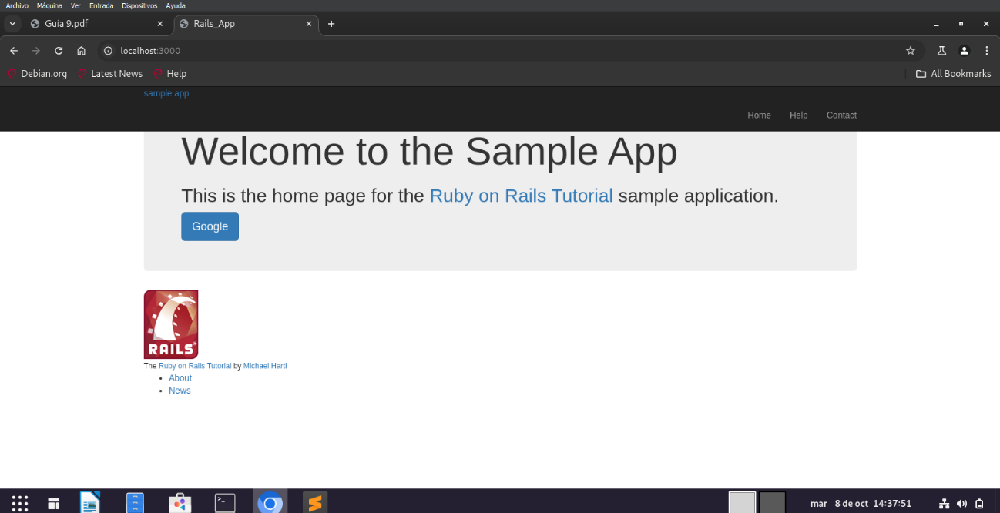 Archivo Máquina Ver Entrada Dispositivos Ayuda
Guía 9.pdf Rails_App
localhost:3000
Debian.org Latest News Help All Bookmarks
sample app
Home Help Contact
Welcome to the Sample App
This is the home page for the Ruby on Rails Tutorial sample application.
Google
RAILS
The Ruby on Rails Tutorial by Michael Hartl
About
News
mar 8 de oct 14:37:51